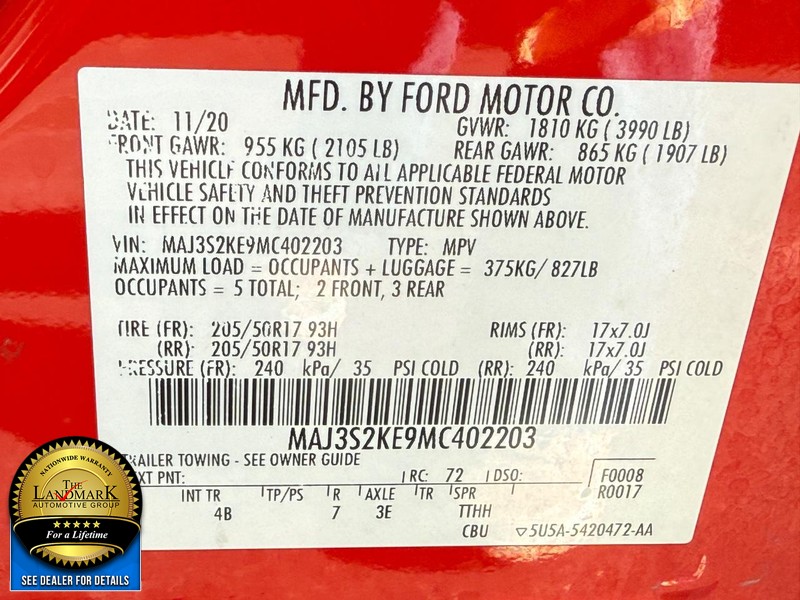 MFD. BY FORD MOTOR CO.
DATE: 11/20 GVWR: 1810 KG ( 3990 LB)
FRONT GAWR: 955 KG ( 2105 LB) REAR GAWR: 865 KG ( 1907 LB)
THIS VEHICLE CONFORMS TO ALL APPLICABLE FEDERAL MOTOR
VEHICLE SAFETY AND THEFT PREVENTION STANDARDS
IN EFFECT ON THE DATE OF MANUFACTURE SHOWN ABOVE.
VIN: MAJ3S2KE9MC402203 TYPE: MPV
MAXIMUM LOAD = OCCUPANTS + LUGGAGE = 375KG/ 827LB
OCCUPANTS = 5 TOTAL; 2 FRONT, 3 REAR
TIRE (FR): 205/50R17 93H RIMS (FR): 17x7.0J
(RR): 205/50R17 93H (RR): 17x7.0J
PRESSURE (FR): 240 kPa/ 35 PSI COLD (RR): 240 kPa/ 35 PSI COLD
MAJ3S2KE9MC402203
TRAILER TOWING - SEE OWNER GUIDE
EXT PNT: RC: 72 DSO: F0008
R0017
INT TR TP/PS R AXLE TR SPR
4B 7 3E TTHH
CBU ▽5U5A-5420472-AA
NATIONWIDE WARRANTY
THE
LANDMARK
AUTOMOTIVE GROUP
For a Lifetime
SEE DEALER FOR DETAILS